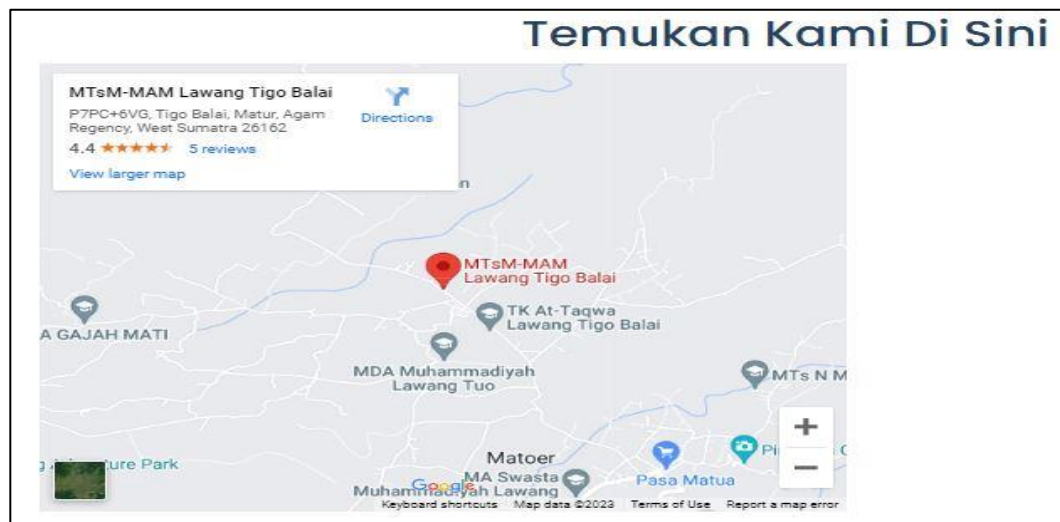 Temukan Kami Di Sini
MTsM-MAM Lawang Tigo Balai
P7PC+6VG, Tigo Balai, Matur, Agam
Regency, West Sumatra 26162
Directions
4.4
5 reviews
View larger map
MTsM-MAM
Lawang Tigo Balai
TK At-Taqwa
Lawang Tigo Balai
A GAJAH MATI
MDA Muhammadiyah
Lawang Tuo
MTs N M
Matoer
Park
Pasa Matua
MA Swasta
Muhammadiyah Lawang
Google
Keyboard shortcuts Map data ©2023 Terms of Use Report a map error